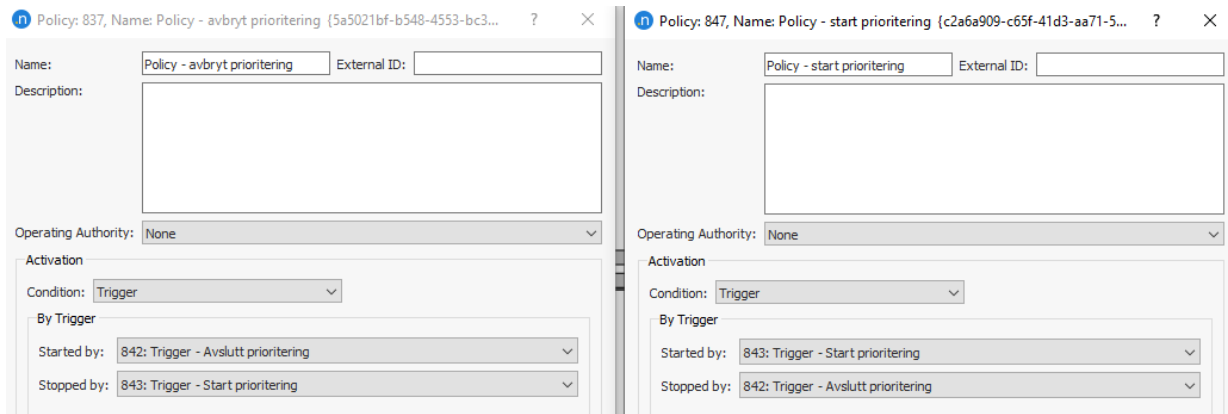 .n Policy: 837, Name: Policy - avbryt prioritering {5a5021bf-b548-4553-bc3... ? ×
Name: Policy - avbryt prioritering External ID:
Description:
Operating Authority: None
Activation
Condition: Trigger
By Trigger
Started by: 842: Trigger - Avslutt prioritering
Stopped by: 843: Trigger - Start prioritering
.n Policy: 847, Name: Policy - start prioritering {c2a6a909-c65f-41d3-aa71-5... ? ×
Name: Policy - start prioritering External ID:
Description:
Operating Authority: None
Activation
Condition: Trigger
By Trigger
Started by: 843: Trigger - Start prioritering
Stopped by: 842: Trigger - Avslutt prioritering